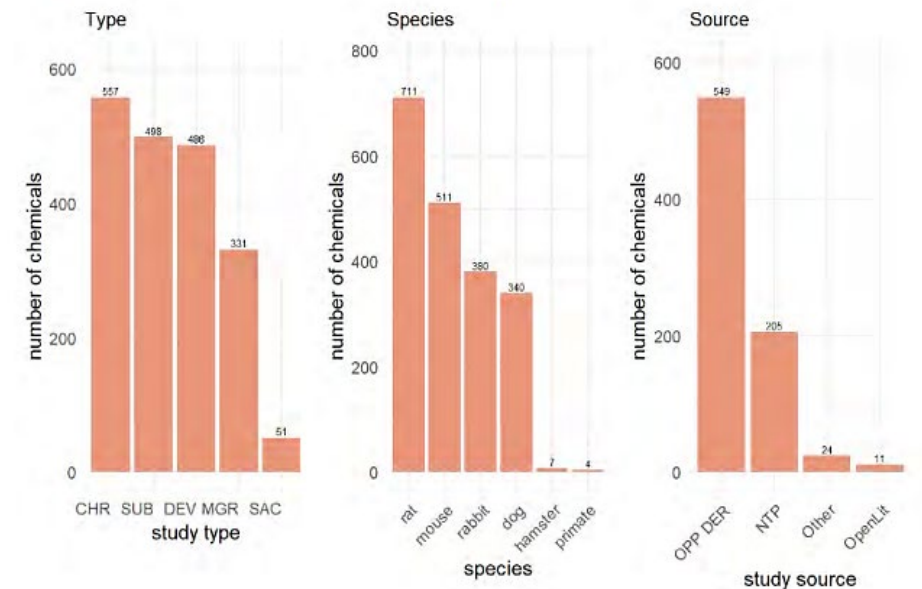 Type
number of chemicals
600
400
200
0
557
498
486
331
51
CHR SUB DEV MGR SAC
study type
Species
number of chemicals
800
600
400
200
0
711
511
380
340
7
4
rat
mouse
rabbit
dog
hamster
primate
species
Source
number of chemicals
600
400
200
0
549
205
24
11
OPP DER
NTP
Other
OpenLit
study source